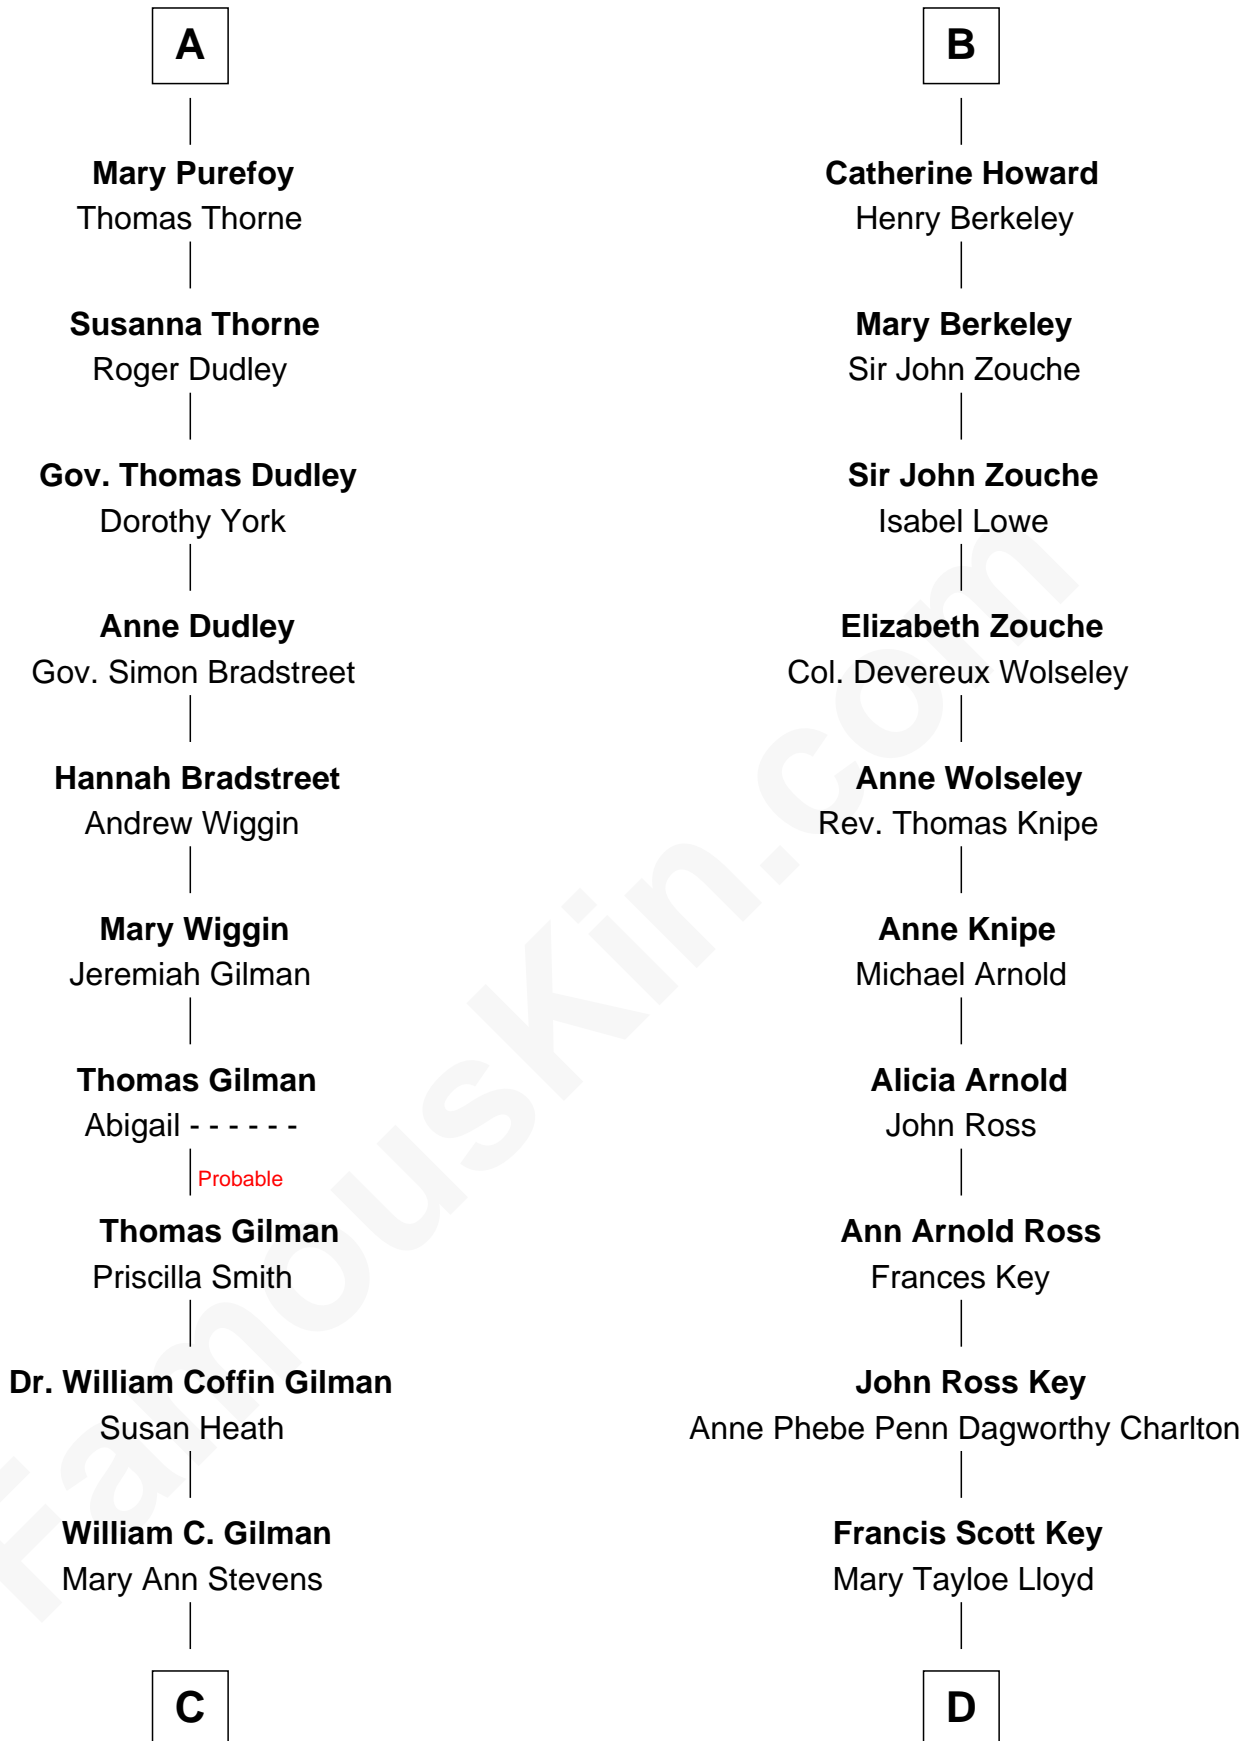 A
Mary Purefoy
Thomas Thorne
Susanna Thorne
Roger Dudley
Gov. Thomas Dudley
Dorothy York
Anne Dudley
Gov. Simon Bradstreet
Hannah Bradstreet
Andrew Wiggin
Mary Wiggin
Jeremiah Gilman
Thomas Gilman
Abigail - - - - - -
Probable
Thomas Gilman
Priscilla Smith
Dr. William Coffin Gilman
Susan Heath
William C. Gilman
Mary Ann Stevens
C
B
Catherine Howard
Henry Berkeley
Mary Berkeley
Sir John Zouche
Sir John Zouche
Isabel Lowe
Elizabeth Zouche
Col. Devereux Wolseley
Anne Wolseley
Rev. Thomas Knipe
Anne Knipe
Michael Arnold
Alicia Arnold
John Ross
Ann Arnold Ross
Frances Key
John Ross Key
Anne Phebe Penn Dagworthy Charlton
Francis Scott Key
Mary Tayloe Lloyd
D
FamousKin.com